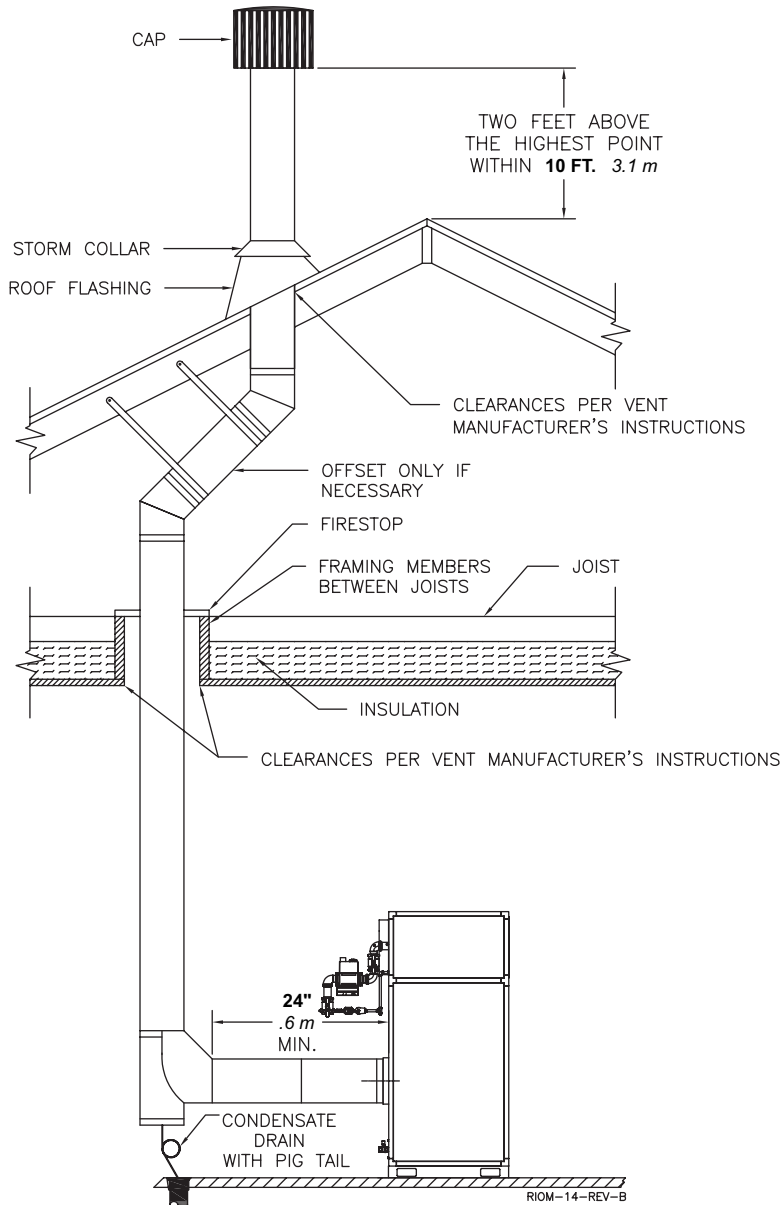 CAP
TWO FEET ABOVE
THE HIGHEST POINT
WITHIN 10 FT. 3.1 m
STORM COLLAR
ROOF FLASHING
CLEARANCES PER VENT
MANUFACTURER'S INSTRUCTIONS
OFFSET ONLY IF
NECESSARY
FIRESTOP
FRAMING MEMBERS
BETWEEN JOISTS
JOIST
INSULATION
CLEARANCES PER VENT MANUFACTURER'S INSTRUCTIONS
24"
.6 m
MIN.
CONDENSATE
DRAIN
WITH PIG TAIL
RIOM-14-REV-B